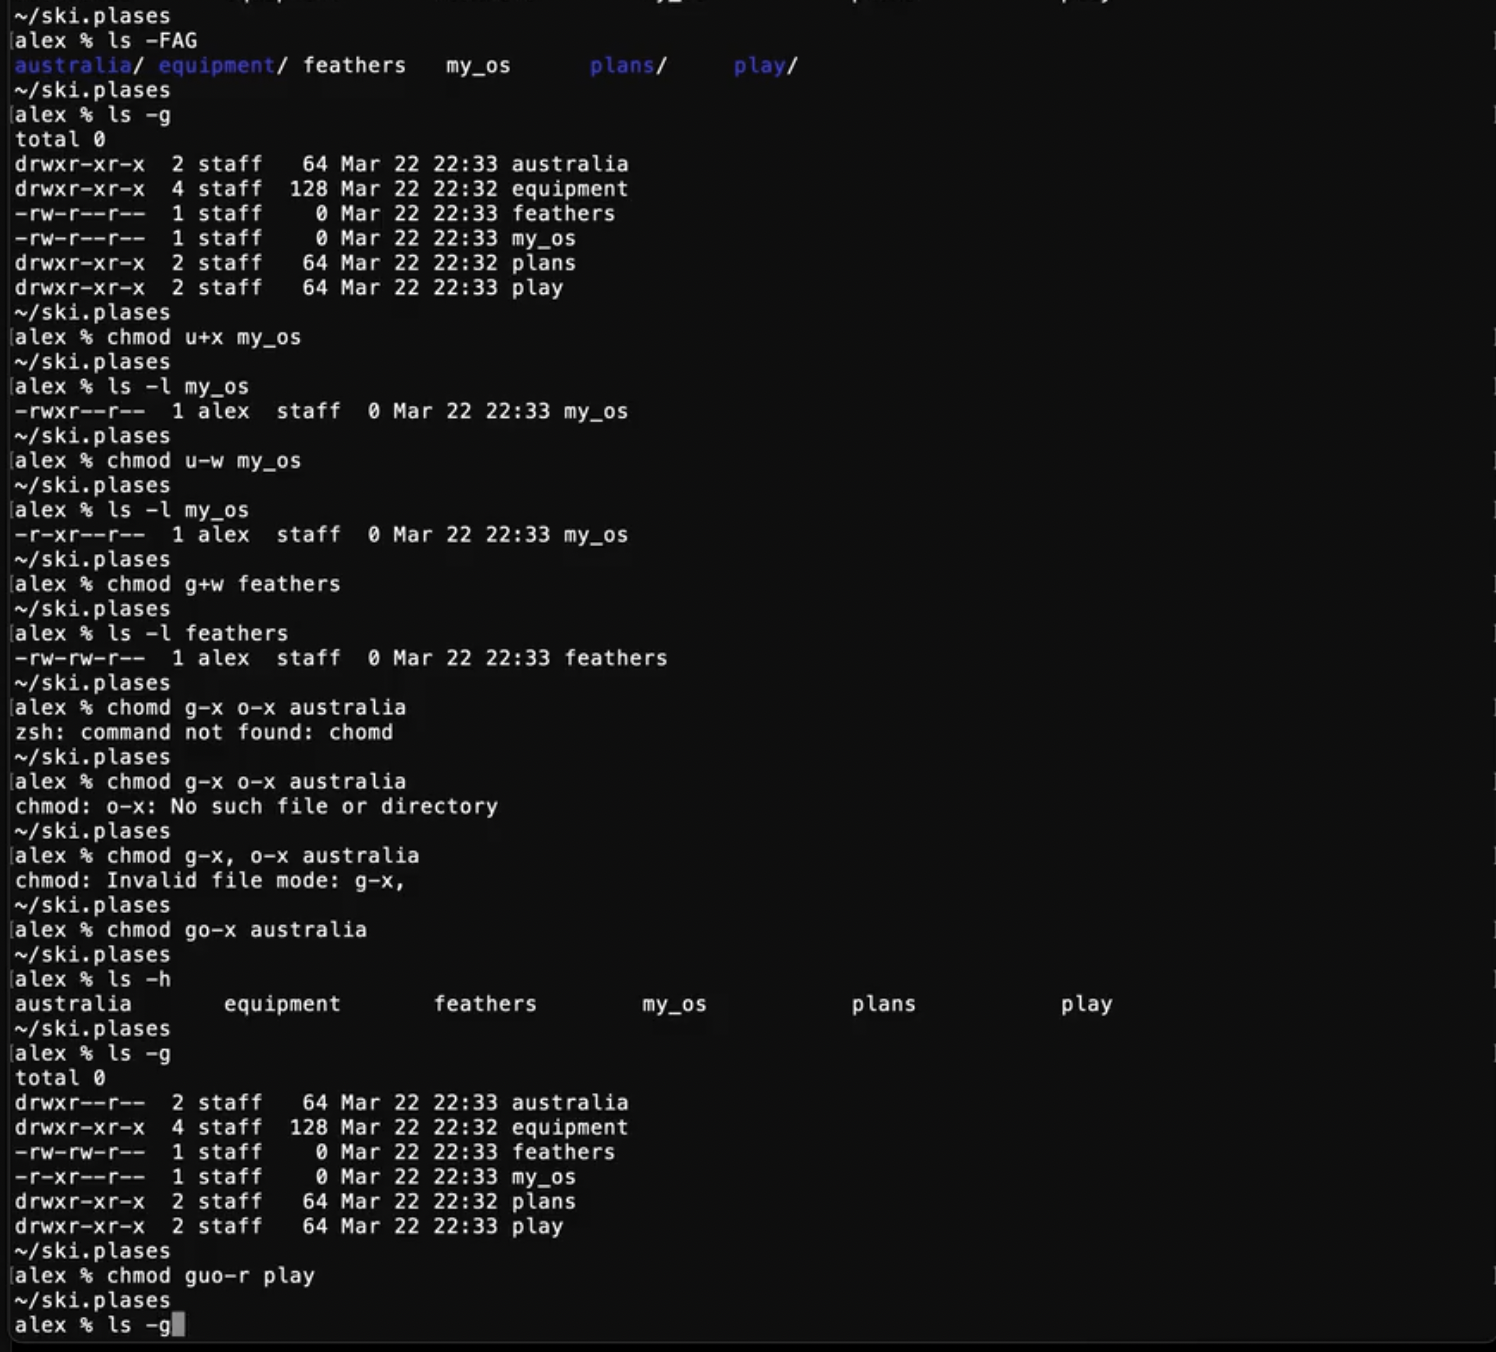 ~/ski.plases
alex % ls -FAG
australia/ equipment/ feathers my_os plans/ play/
~/ski.plases
alex % ls -g
total 0
drwxr-xr-x 2 staff 64 Mar 22 22:33 australia
drwxr-xr-x 4 staff 128 Mar 22 22:32 equipment
-rw-r--r-- 1 staff 0 Mar 22 22:33 feathers
-rw-r--r-- 1 staff 0 Mar 22 22:33 my_os
drwxr-xr-x 2 staff 64 Mar 22 22:32 plans
drwxr-xr-x 2 staff 64 Mar 22 22:33 play
~/ski.plases
alex % chmod u+x my_os
~/ski.plases
alex % ls -l my_os
-rwxr--r-- 1 alex staff 0 Mar 22 22:33 my_os
~/ski.plases
alex % chmod u-w my_os
~/ski.plases
alex % ls -l my_os
-r-xr--r-- 1 alex staff 0 Mar 22 22:33 my_os
~/ski.plases
alex % chmod g+w feathers
~/ski.plases
alex % ls -l feathers
-rw-rw-r-- 1 alex staff 0 Mar 22 22:33 feathers
~/ski.plases
alex % chomd g-x o-x australia
zsh: command not found: chomd
~/ski.plases
alex % chmod g-x o-x australia
chmod: o-x: No such file or directory
~/ski.plases
alex % chmod g-x, o-x australia
chmod: Invalid file mode: g-x,
~/ski.plases
alex % chmod go-x australia
~/ski.plases
alex % ls -h
australia equipment feathers my_os plans play
~/ski.plases
alex % ls -g
total 0
drwxr--r-- 2 staff 64 Mar 22 22:33 australia
drwxr-xr-x 4 staff 128 Mar 22 22:32 equipment
-rw-rw-r-- 1 staff 0 Mar 22 22:33 feathers
-r-xr--r-- 1 staff 0 Mar 22 22:33 my_os
drwxr-xr-x 2 staff 64 Mar 22 22:32 plans
drwxr-xr-x 2 staff 64 Mar 22 22:33 play
~/ski.plases
alex % chmod guo-r play
~/ski.plases
alex % ls -g